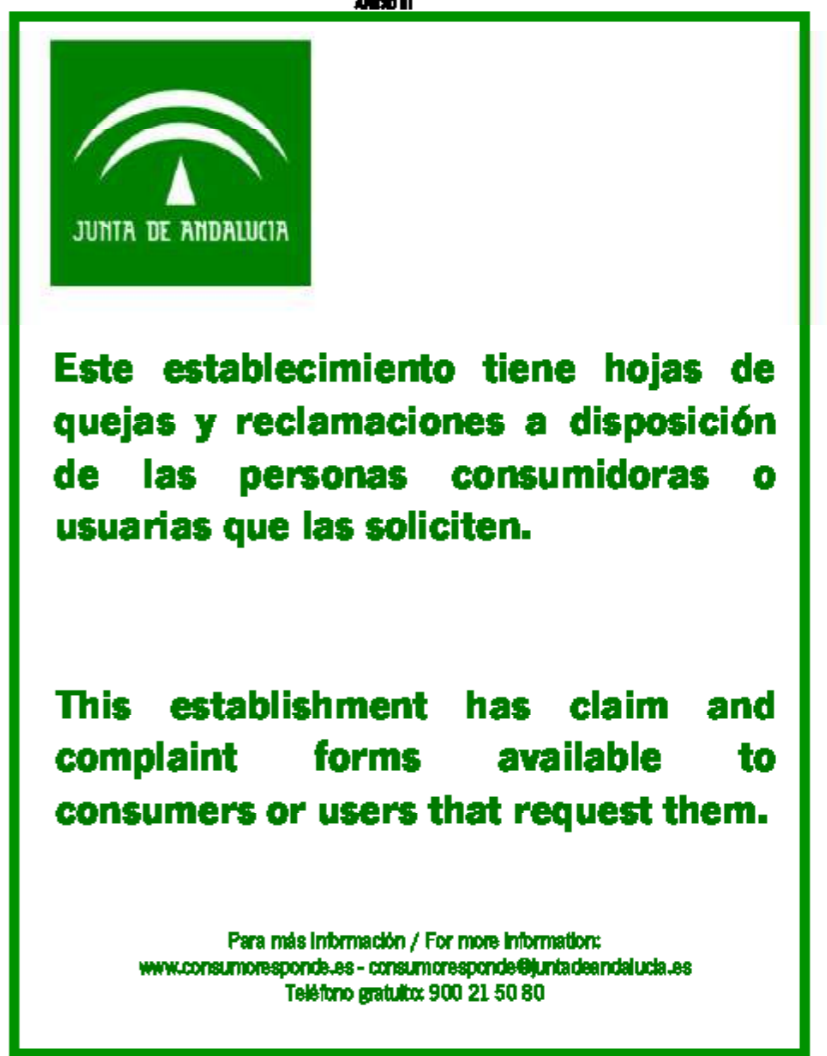 JUNTA DE ANDALUCIA
Este establecimiento tiene hojas de
quejas y reclamaciones a disposición
de las personas consumidoras o
usuarias que las soliciten.
This establishment has claim and
complaint forms available to
consumers or users that request them.
Para más información / For more information:
www.consumoresponde.es - consumoresponde@juntadeandalucia.es
Teléfono gratuito: 900 21 50 80